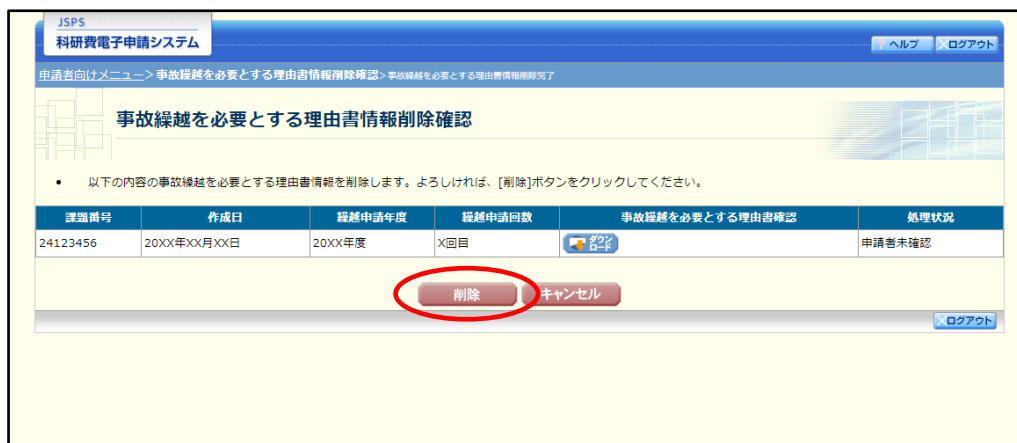 JSPS
科研費電子申請システム
? ヘルプ ログアウト
申請者向けメニュー>事故繰越を必要とする理由書情報削除確認>事故繰越を必要とする理由書情報削除完了
事故繰越を必要とする理由書情報削除確認
• 以下の内容の事故繰越を必要とする理由書情報を削除します。よろしければ、[削除]ボタンをクリックしてください。
課題番号 作成日 繰越申請年度 繰越申請回数 事故繰越を必要とする理由書確認 処理状況
24123456 20XX年XX月XX日 20XX年度 X回目 ダウンロード 申請者未確認
削除 キャンセル
ログアウト